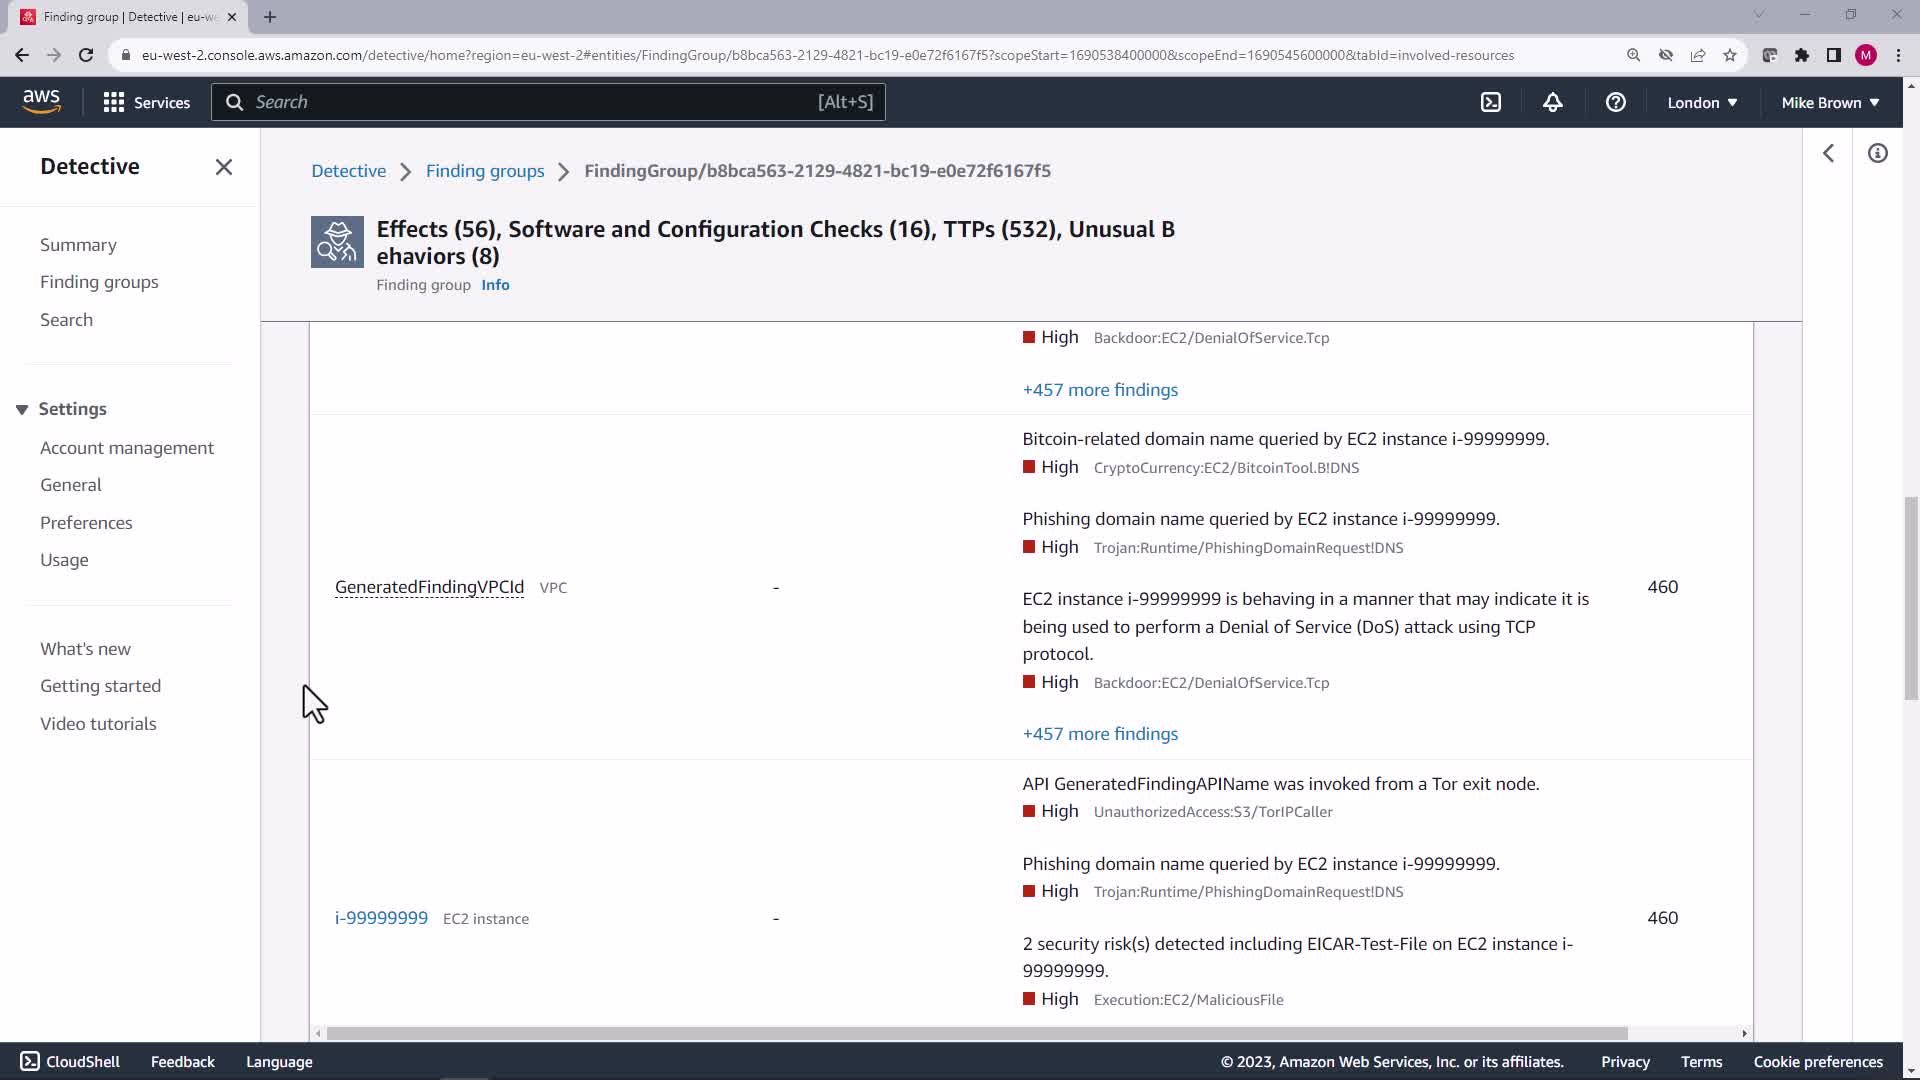 Finding group | Detective | eu-we
eu-west-2.console.aws.amazon.com/detective/home?region=eu-west-2#entities/FindingGroup/b8bca563-2129-4821-bc19-e0e72f6167f5?scopeStart=1690538400000&scopeEnd=1690545600000&tabId=involved-resources
M
aws
Services
Search
[Alt+S]
London
Mike Brown
Detective
Summary
Finding groups
Search
Settings
Account management
General
Preferences
Usage
What's new
Getting started
Video tutorials
Detective
Finding groups
FindingGroup/b8bca563-2129-4821-bc19-e0e72f6167f5
Effects (56), Software and Configuration Checks (16), TTPs (532), Unusual B
ehaviors (8)
Finding group Info
High Backdoor:EC2/DenialOfService.Tcp
+457 more findings
GeneratedFindingVPCId VPC
-
Bitcoin-related domain name queried by EC2 instance i-99999999.
High CryptoCurrency:EC2/BitcoinTool.B!DNS
Phishing domain name queried by EC2 instance i-99999999.
High Trojan:Runtime/PhishingDomainRequest!DNS
EC2 instance i-99999999 is behaving in a manner that may indicate it is
being used to perform a Denial of Service (DoS) attack using TCP
protocol.
High Backdoor:EC2/DenialOfService.Tcp
+457 more findings
460
i-99999999 EC2 instance
-
API GeneratedFindingAPIName was invoked from a Tor exit node.
High UnauthorizedAccess:S3/TorIPCaller
Phishing domain name queried by EC2 instance i-99999999.
High Trojan:Runtime/PhishingDomainRequest!DNS
2 security risk(s) detected including EICAR-Test-File on EC2 instance i-
99999999.
High Execution:EC2/MaliciousFile
460
CloudShell
Feedback
Language
© 2023, Amazon Web Services, Inc. or its affiliates.
Privacy
Terms
Cookie preferences